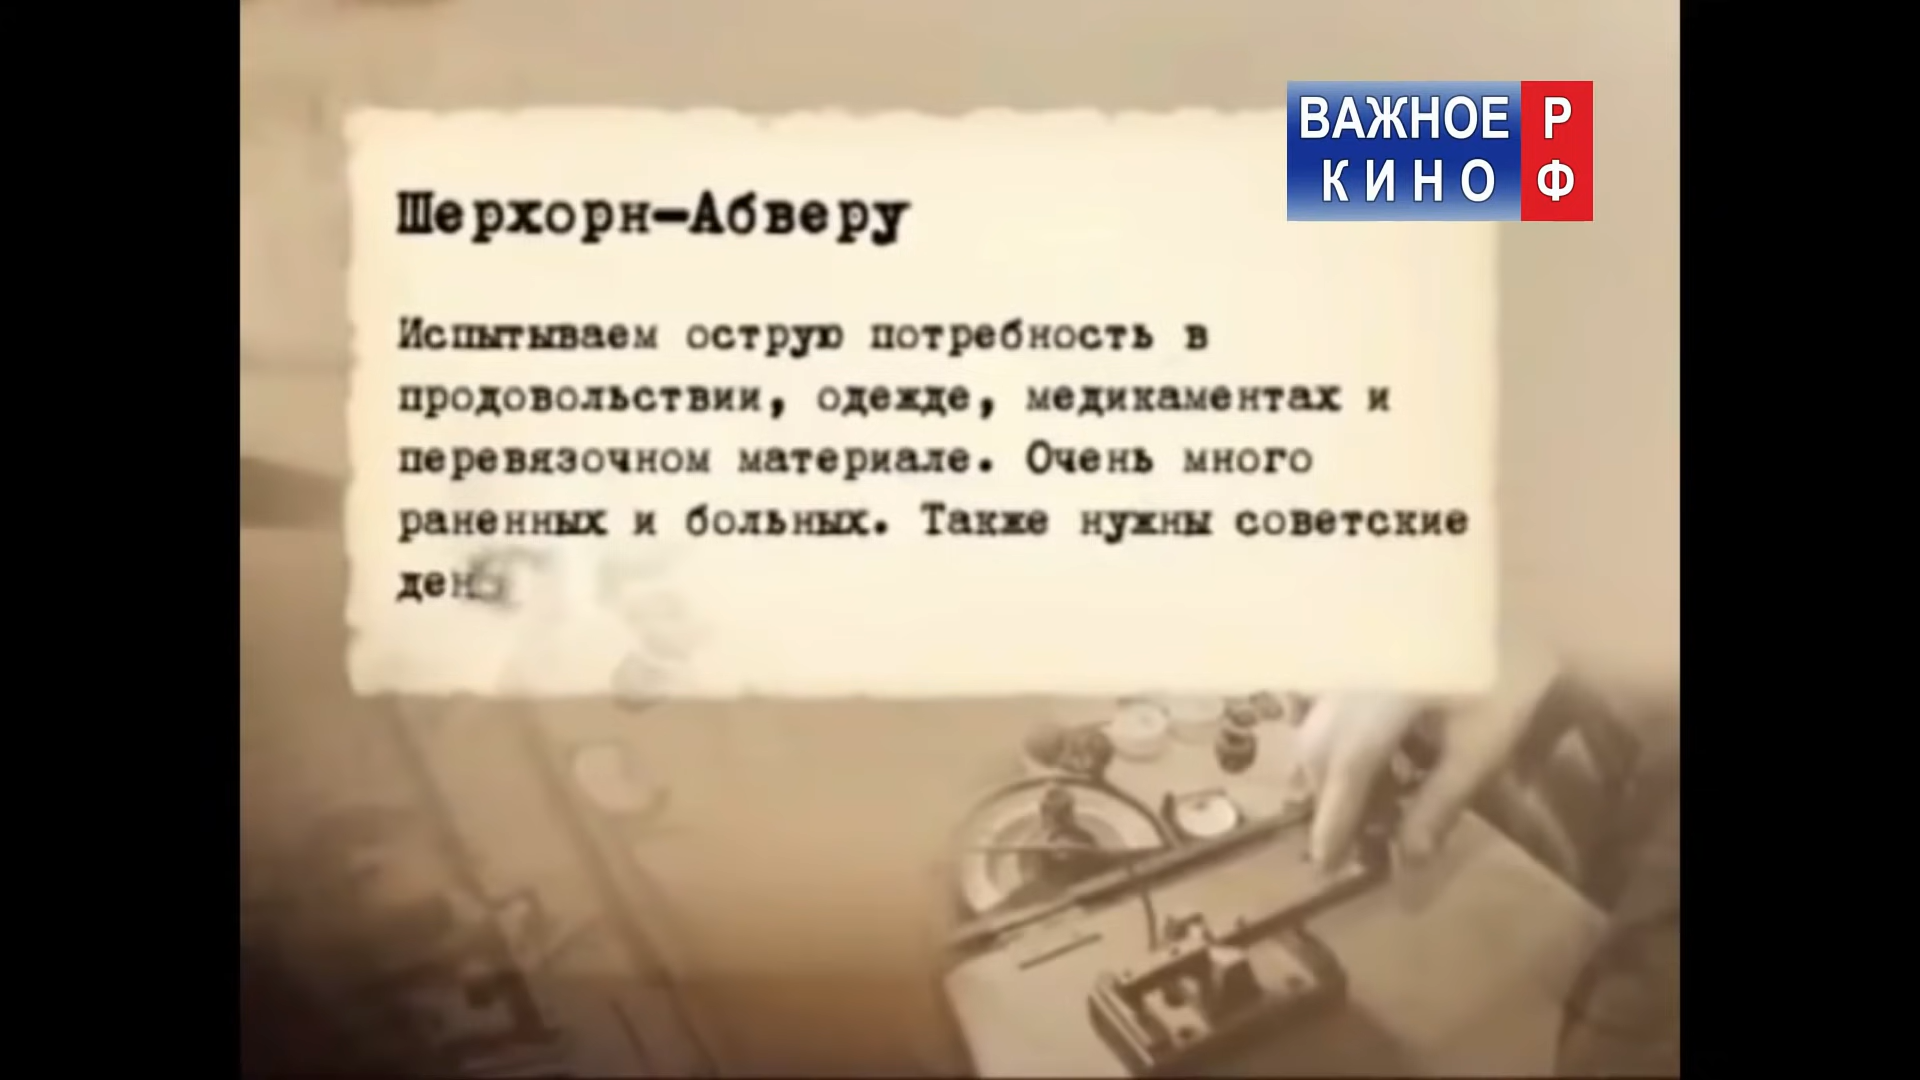 ВАЖНОЕ РФ
КИНО
Шерхорн-Абверу
Испытываем острую потребность в
продовольствии, одежде, медикаментах и
перевязочном материале. Очень много
раненных и больных. Также нужны советские